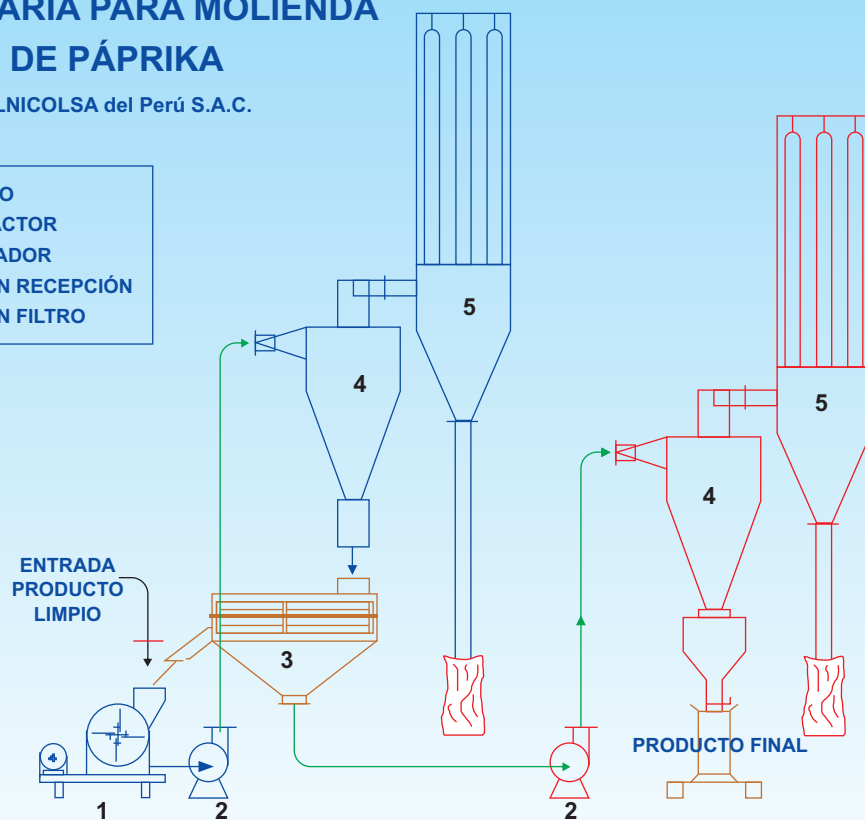 ARIA PARA MOLIENDA
DE PÁPRIKA
LNICOLSA del Perú S.A.C.
O
ACTOR
ADOR
N RECEPCIÓN
N FILTRO
5
4
5
4
ENTRADA
PRODUCTO
LIMPIO
3
PRODUCTO FINAL
1
2
2